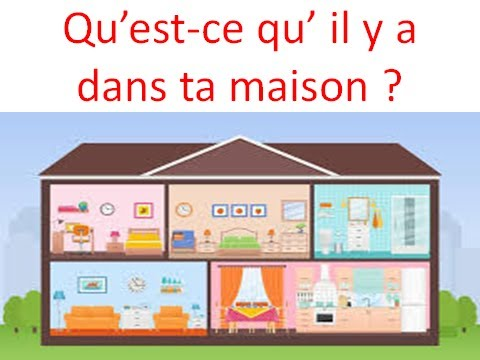 Qu’est-ce qu’ il y a
dans ta maison ?